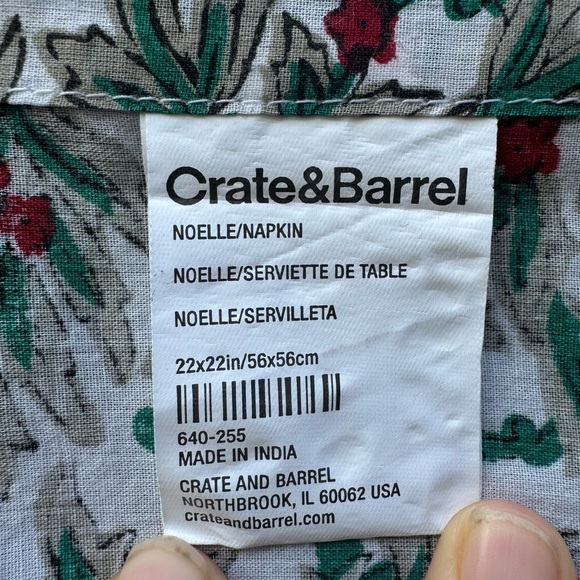 Crate&Barrel
NOELLE/NAPKIN
NOELLE/SERVIETTE DE TABLE
NOELLE/SERVILLETA
22x22in/56x56cm
640-255
MADE IN INDIA
CRATE AND BARREL
NORTHBROOK, IL 60062 USA
crateandbarrel.com